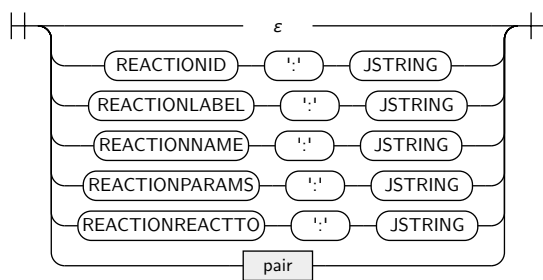 ε
REACTIONID ':' JSTRING
REACTIONLABEL ':' JSTRING
REACTIONNAME ':' JSTRING
REACTIONPARAMS ':' JSTRING
REACTIONREACTTO ':' JSTRING
pair